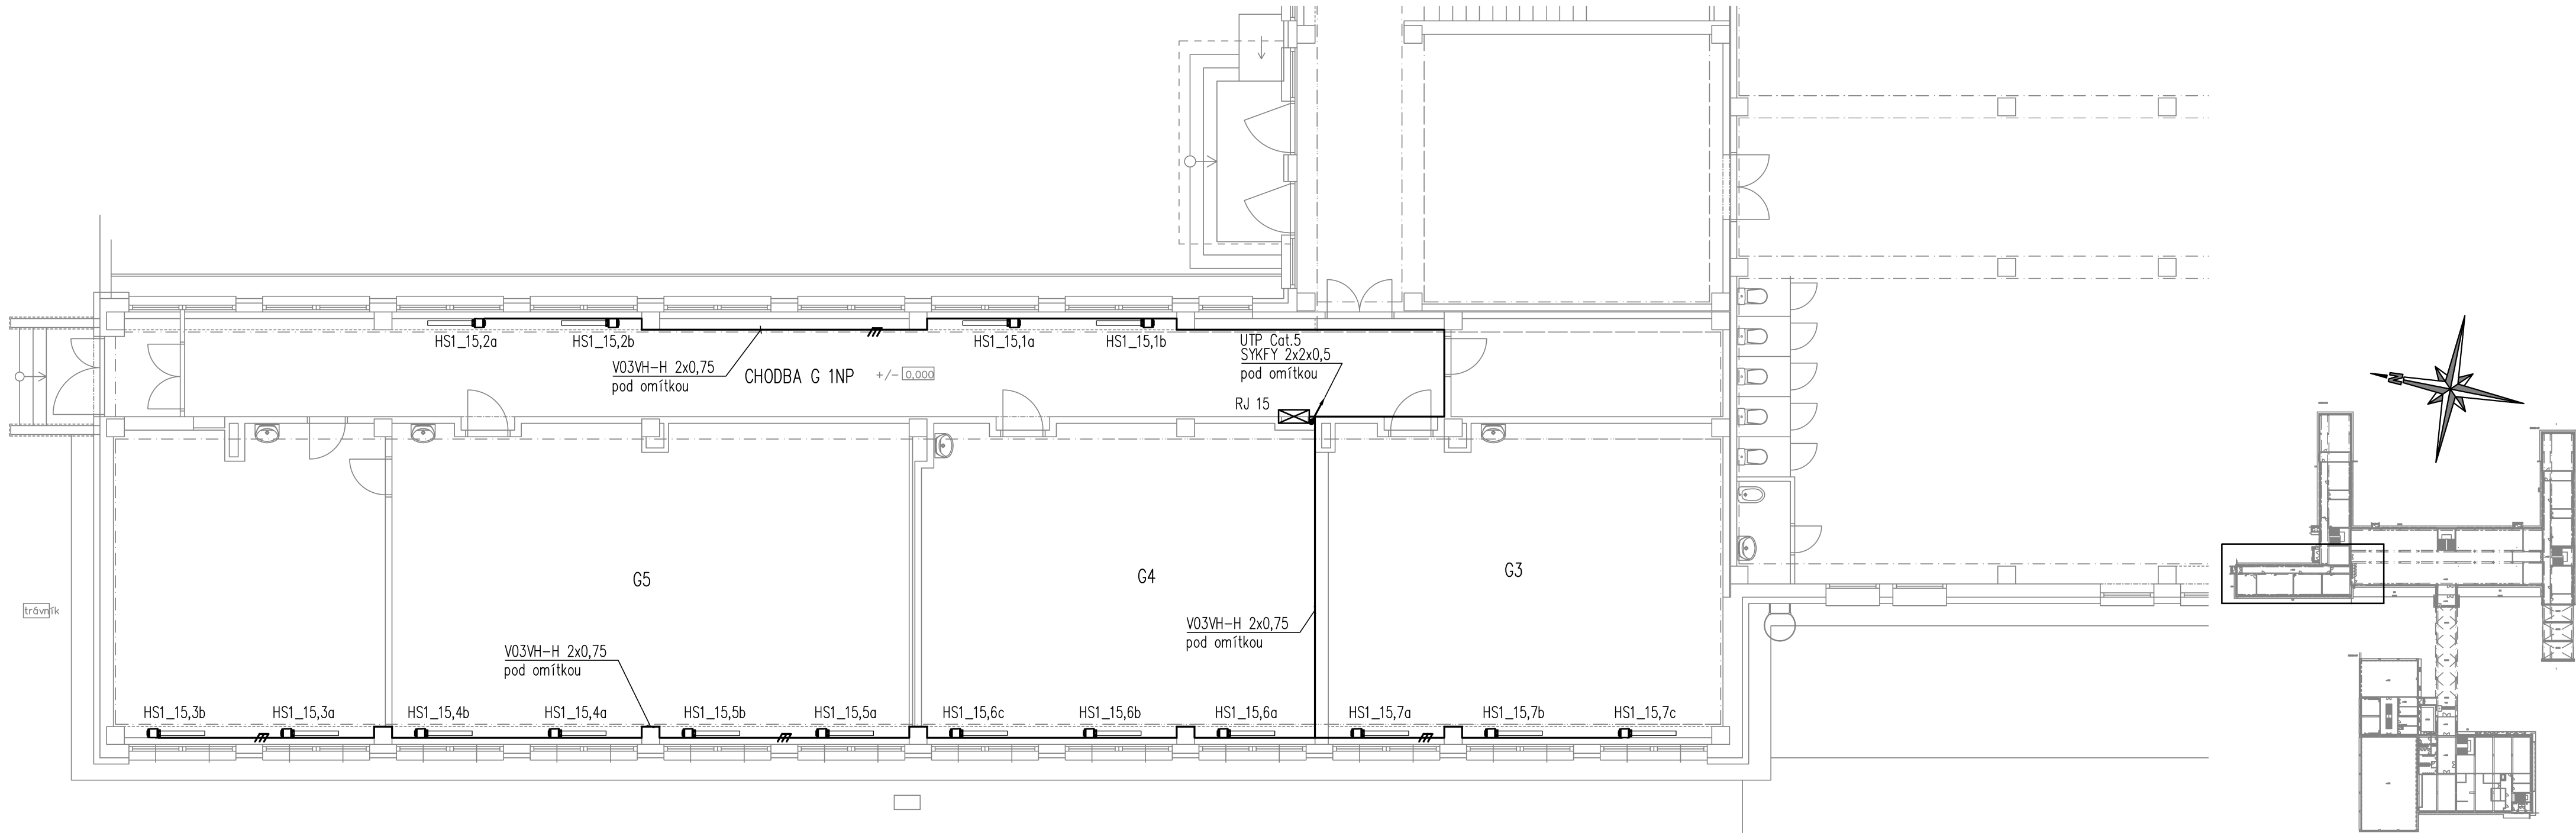 HS1_15,2a
HS1_15,2b
HS1_15,1a
HS1_15,1b
UTP Cat.5
SYKFY 2x2x0,5
pod omítkou
V03VH-H 2x0,75
pod omítkou
CHODBA G 1NP
+/- 0,000
RJ 15
N
G5
G4
G3
trávník
V03VH-H 2x0,75
pod omítkou
V03VH-H 2x0,75
pod omítkou
HS1_15,3b
HS1_15,3a
HS1_15,4b
HS1_15,4a
HS1_15,5b
HS1_15,5a
HS1_15,6c
HS1_15,6b
HS1_15,6a
HS1_15,7a
HS1_15,7b
HS1_15,7c